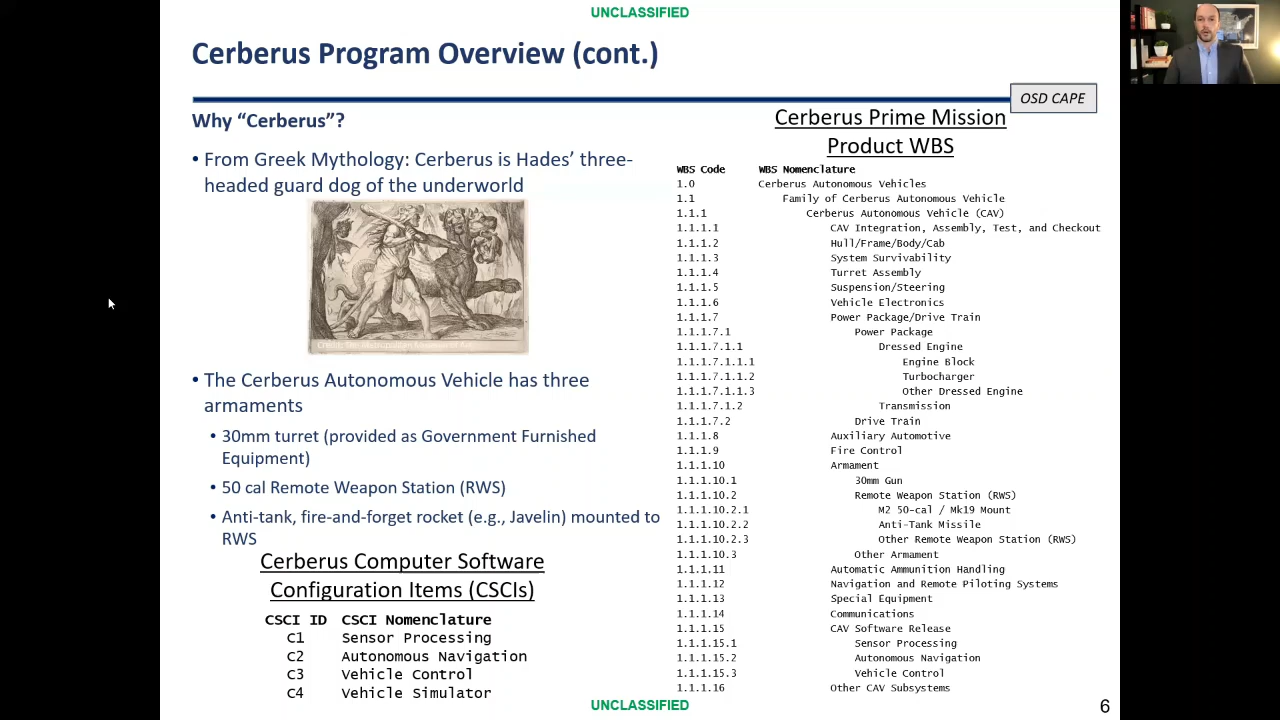 UNCLASSIFIED
Cerberus Program Overview (cont.)
OSD CAPE
Why “Cerberus”?
• From Greek Mythology: Cerberus is Hades’ three-
headed guard dog of the underworld
• The Cerberus Autonomous Vehicle has three
armaments
• 30mm turret (provided as Government Furnished
Equipment)
• 50 cal Remote Weapon Station (RWS)
• Anti-tank, fire-and-forget rocket (e.g., Javelin) mounted to
RWS
Cerberus Computer Software
Configuration Items (CSCIs)
CSCI ID CSCI Nomenclature
c1 Sensor Processing
c2 Autonomous Navigation
c3 Vehicle Control
c4 Vehicle Simulator
Cerberus Prime Mission
Product WBS
WBS Code WBS Nomenclature
1.0 Cerberus Autonomous Vehicles
1.1 Family of Cerberus Autonomous Vehicle
1.1.1 Cerberus Autonomous Vehicle (CAV)
1.1.1.1 CAV Integration, Assembly, Test, and Checkout
1.1.1.2 Hull/Frame/Body/Cab
1.1.1.3 System Survivability
1.1.1.4 Turret Assembly
1.1.1.5 Suspension/Steering
1.1.1.6 Vehicle Electronics
1.1.1.7 Power Package/Drive Train
1.1.1.7.1 Power Package
1.1.1.7.1.1 Dressed Engine
1.1.1.7.1.1.1 Engine Block
1.1.1.7.1.1.2 Turbocharger
1.1.1.7.1.1.3 Other Dressed Engine
1.1.1.7.1.2 Transmission
1.1.1.7.2 Drive Train
1.1.1.8 Auxiliary Automotive
1.1.1.9 Fire Control
1.1.1.10 Armament
1.1.1.10.1 30mm Gun
1.1.1.10.2 Remote Weapon Station (RWS)
1.1.1.10.2.1 M2 50-cal / Mk19 Mount
1.1.1.10.2.2 Anti-Tank Missile
1.1.1.10.2.3 Other Remote Weapon Station (RWS)
1.1.1.10.3 Other Armament
1.1.1.11 Automatic Ammunition Handling
1.1.1.12 Navigation and Remote Piloting Systems
1.1.1.13 Special Equipment
1.1.1.14 Communications
1.1.1.15 CAV Software Release
1.1.1.15.1 Sensor Processing
1.1.1.15.2 Autonomous Navigation
1.1.1.15.3 Vehicle Control
1.1.1.16 Other CAV Subsystems
UNCLASSIFIED
6